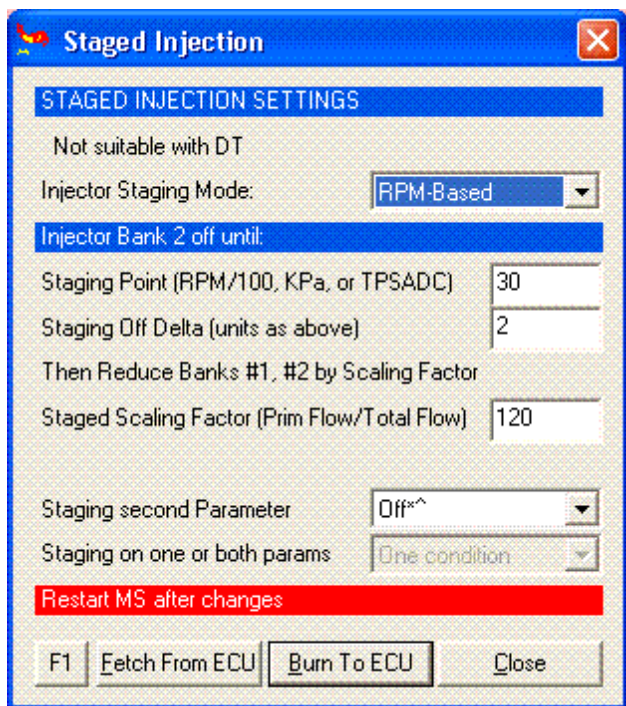 Staged Injection
STAGED INJECTION SETTINGS
Not suitable with DT
Injector Staging Mode: RPM-Based
Injector Bank 2 off until:
Staging Point (RPM/100, KPa, or TPSADC) 30
Staging Off Delta (units as above) 2
Then Reduce Banks #1, #2 by Scaling Factor
Staged Scaling Factor (Prim Flow/Total Flow) 120
Staging second Parameter Off*^
Staging on one or both params One condition
Restart MS after changes
F1 Fetch From ECU Burn To ECU Close